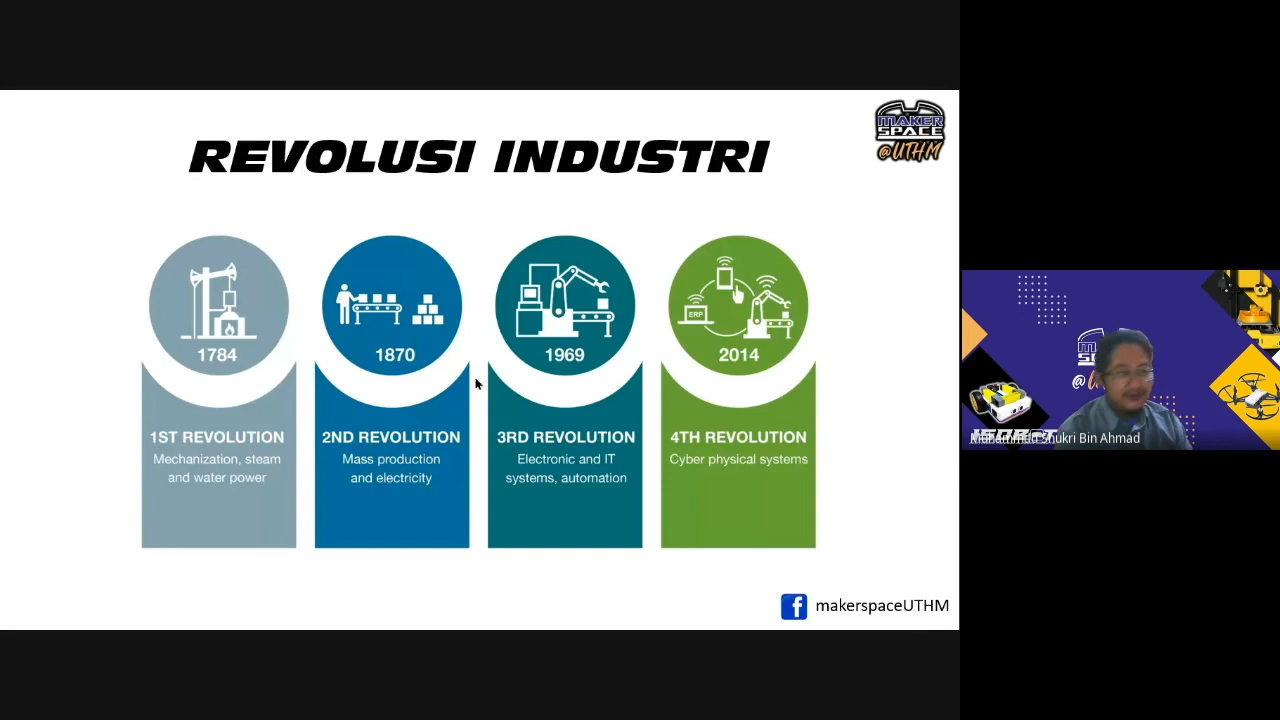 REVOLUSI INDUSTRI
MAKER
SPACE
@UTHM
1784
1870
1969
ERP
2014
1ST REVOLUTION
Mechanization, steam
and water power
2ND REVOLUTION
Mass production
and electricity
3RD REVOLUTION
Electronic and IT
systems, automation
4TH REVOLUTION
Cyber physical systems
f makerspaceUTHM
Muhammad Shukri Bin Ahmad